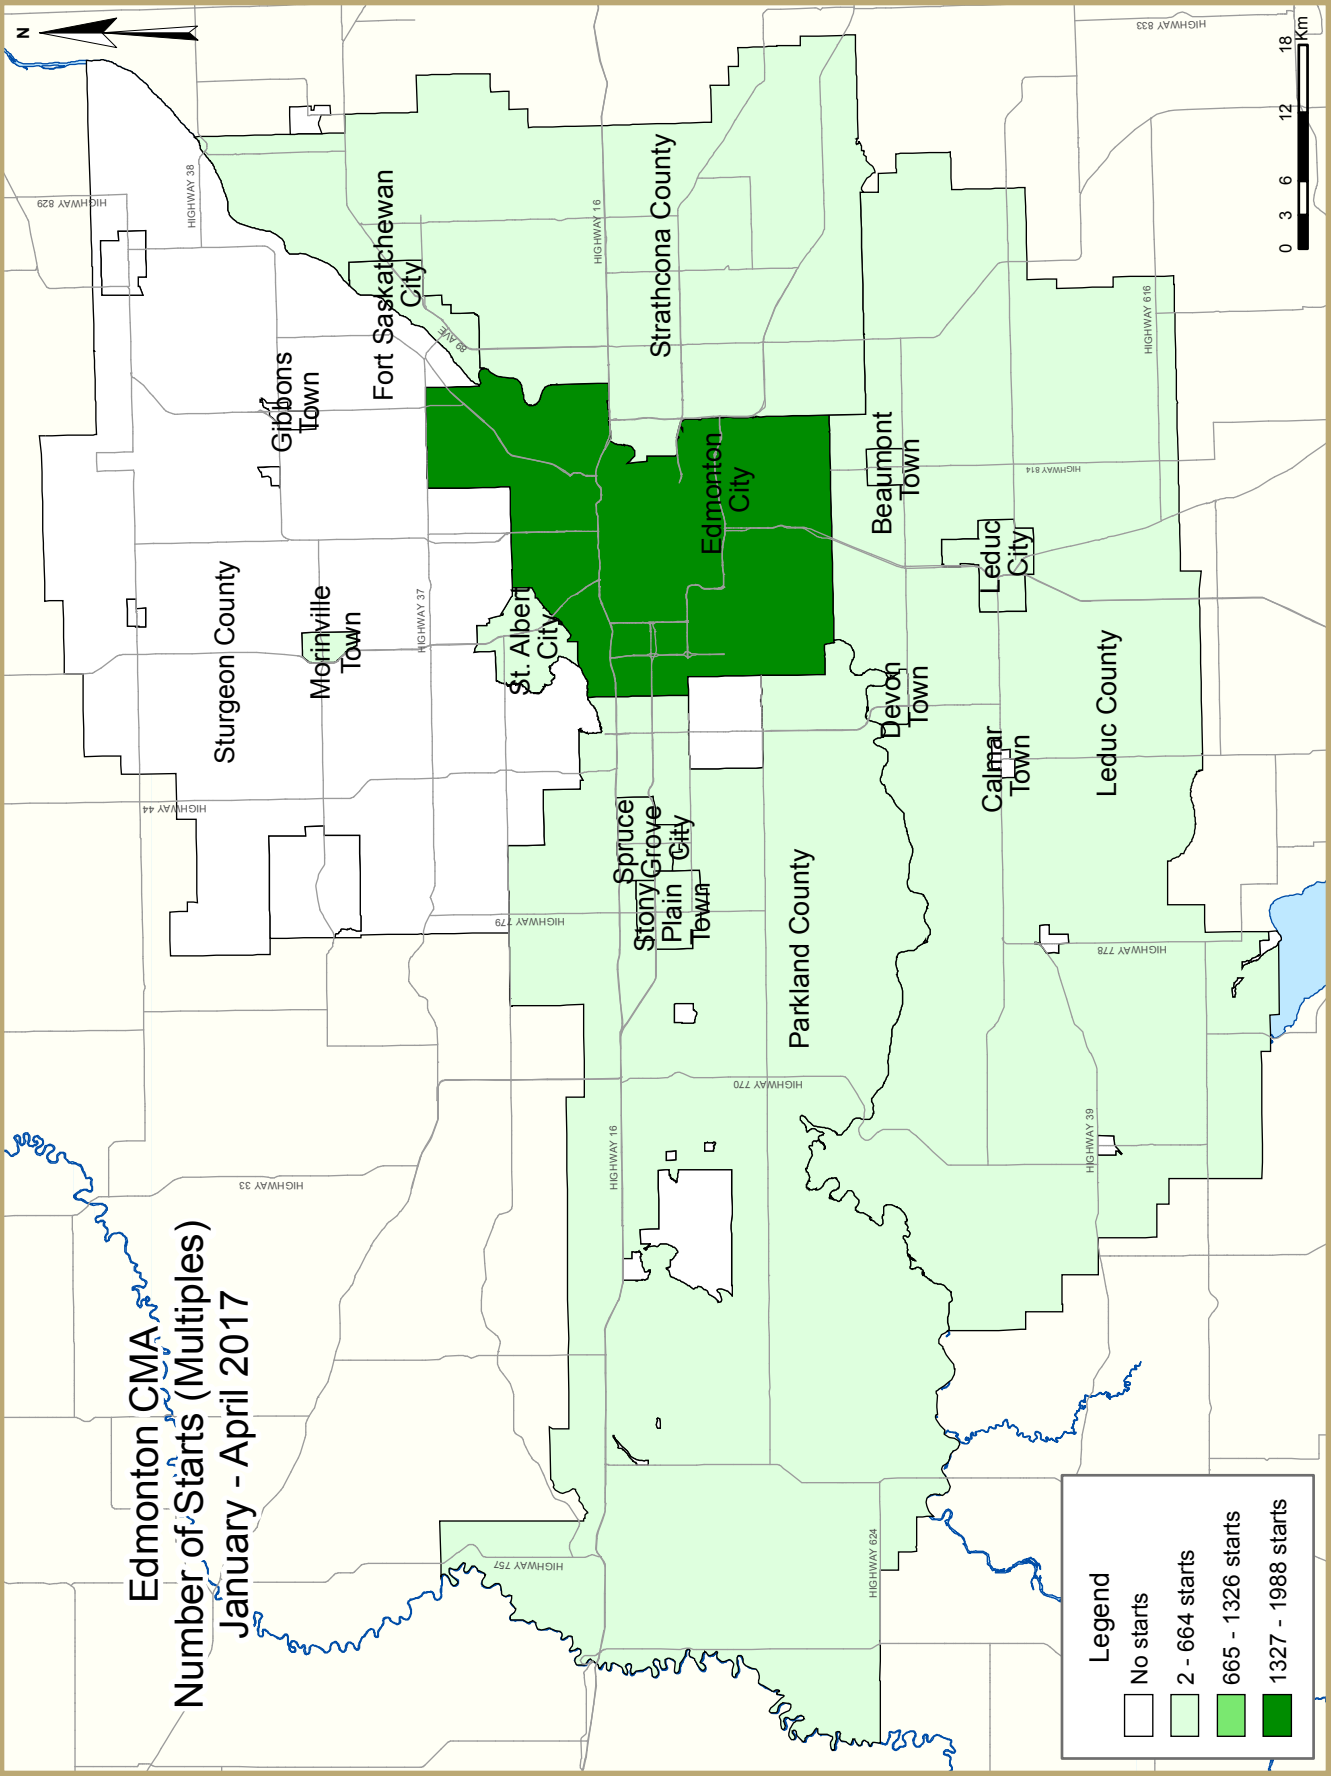 Edmonton CMA
Number of Starts (Multiples)
January - April 2017
N
HIGHWAY 829
HIGHWAY 38
HIGHWAY 833
Gibbons
Town
Fort Saskatchewan
City
89 AVE
HIGHWAY 16
Strathcona County
Sturgeon County
Morinville
Town
HIGHWAY 37
HIGHWAY 44
St. Albert
City
Edmonton
City
Beaumont
Town
HIGHWAY 616
HIGHWAY 814
Leduc
City
Devon
Town
Calmar
Town
Leduc County
Spruce
Grove
City
Stony
Plain
Town
HIGHWAY 779
Parkland County
HIGHWAY 770
HIGHWAY 778
HIGHWAY 39
HIGHWAY 33
HIGHWAY 16
HIGHWAY 757
HIGHWAY 624
Legend
No starts
2 - 664 starts
665 - 1326 starts
1327 - 1988 starts
0 3 6 12 18
Km